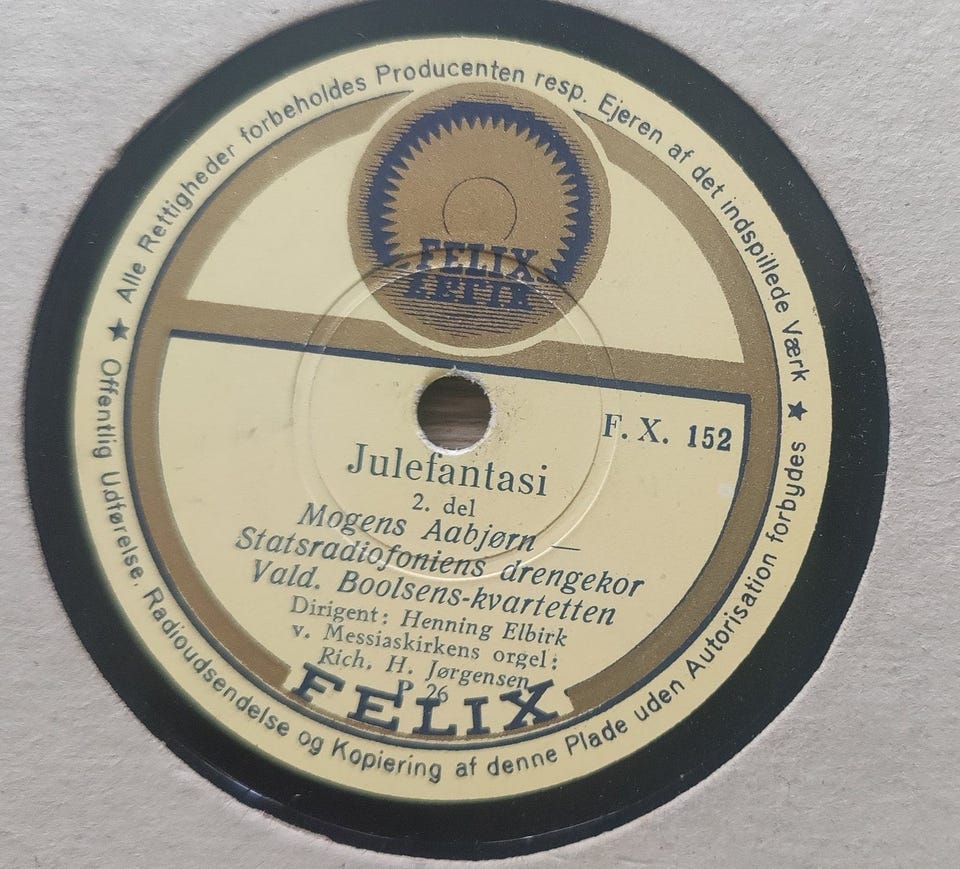 ★ Alle Rettigheder forbeholdes Producenten resp. Ejeren af det indspillede Værk ★
FELIX
F. X. 152
Julefantasi
2. del
Mogens Aabjørn —
Statsradiofoniens drengekor
Vald. Boolsens-kvartetten
Dirigent: Henning Elbirk
v. Messiaskirkens orgel:
Rich. H. Jørgensen
P 26
FELIX
Offentlig Udførelse, Radioudsendelse og Kopiering af denne Plade uden Autorisation forbydes